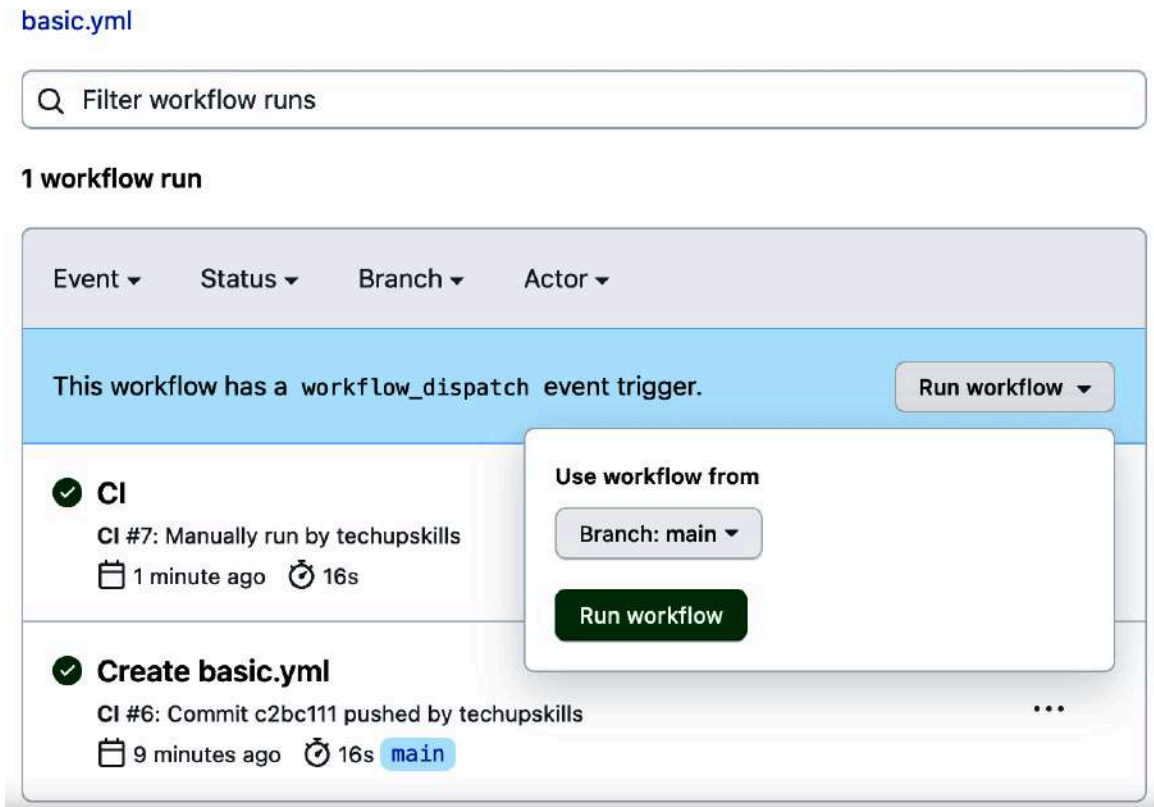 basic.yml
Filter workflow runs
1 workflow run
Event Status Branch Actor
This workflow has a workflow_dispatch event trigger. Run workflow
Use workflow from
Branch: main
Run workflow
CI
CI #7: Manually run by techupskills
1 minute ago 16s
Create basic.yml
CI #6: Commit c2bc111 pushed by techupskills
9 minutes ago 16s main